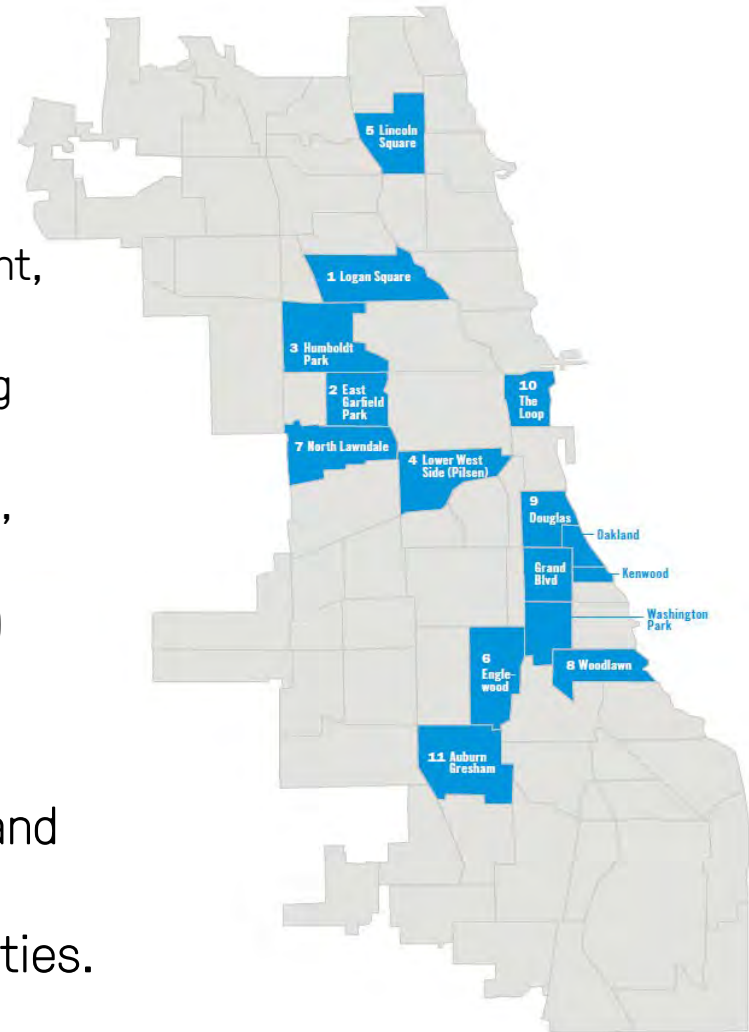 nt,
g
,
)
and
ties.
5 Lincoln
Square
1 Logan Square
3 Humboldt
Park
2 East
Garfield
Park
10
The
Loop
7 North Lawndale
4 Lower West
Side (Pilsen)
9
Douglas
Oakland
Grand
Blvd
Kenwood
Washington
Park
6
Engle-
wood
8 Woodlawn
11 Auburn
Gresham